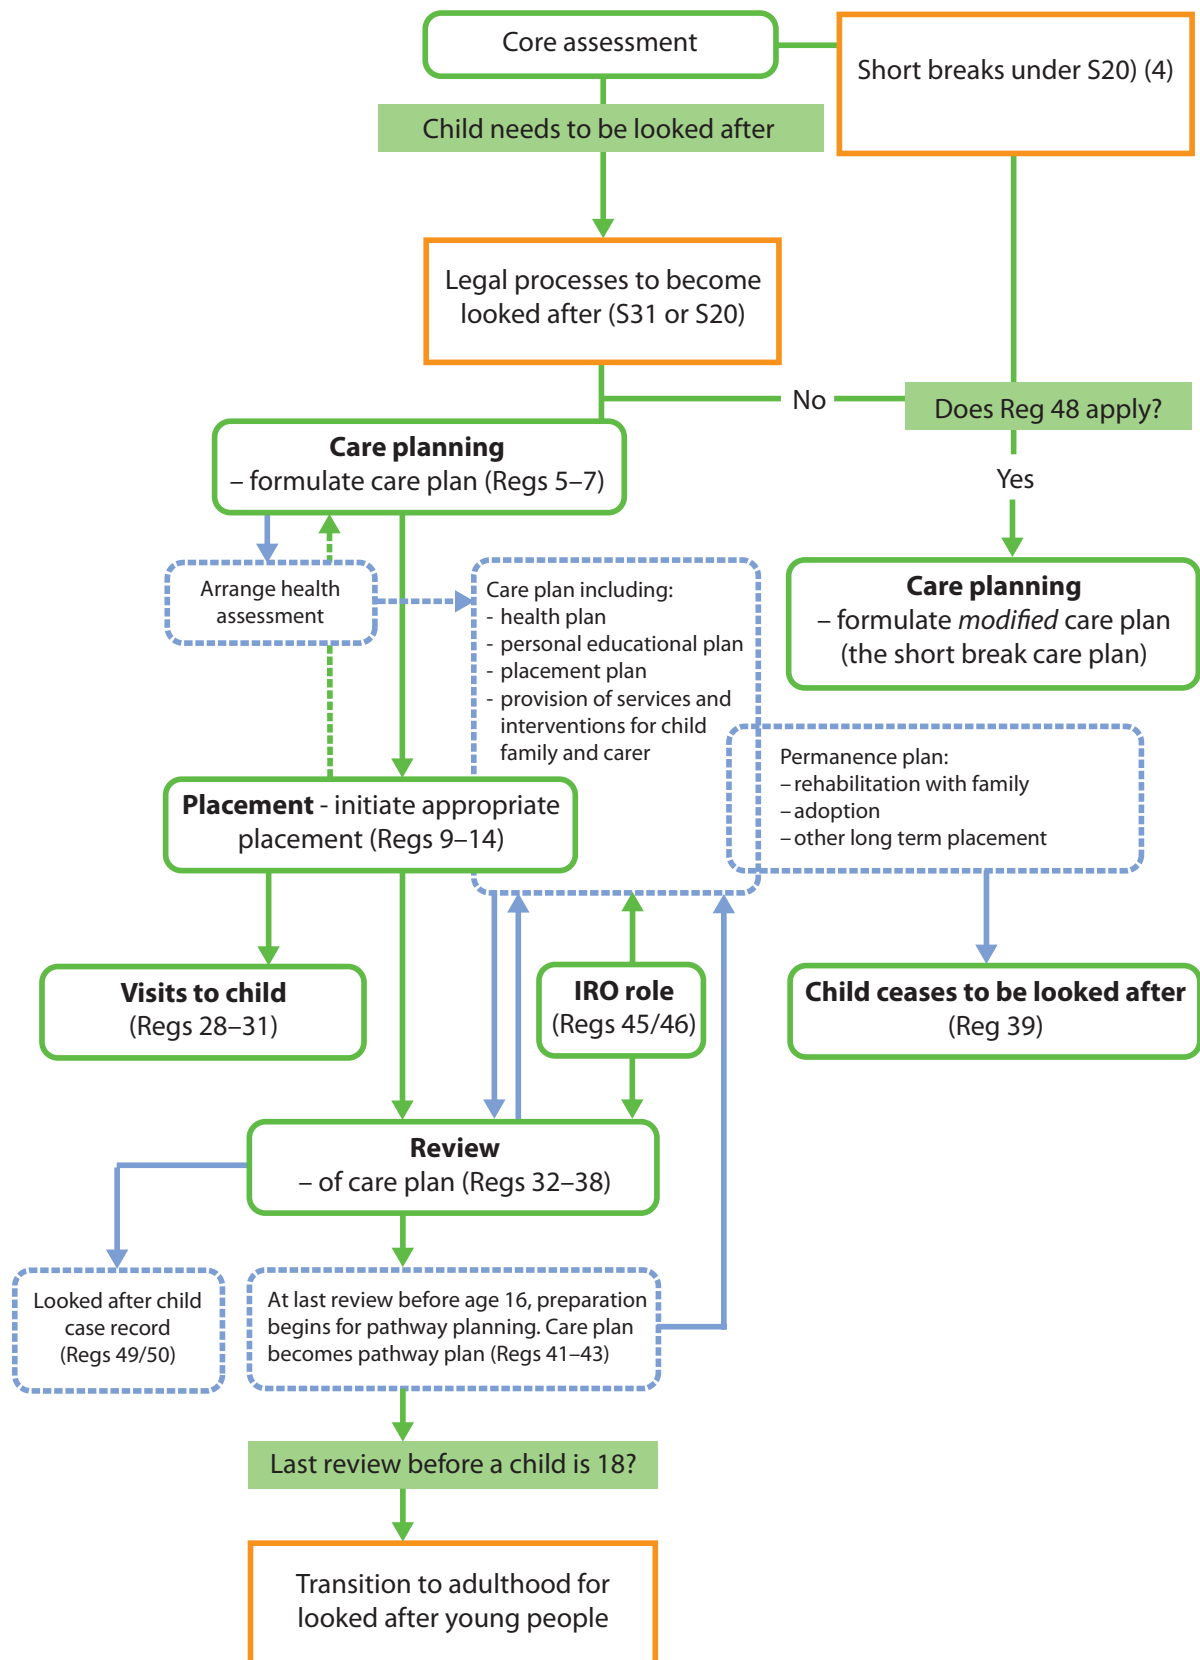 Core assessment
Short breaks under S20) (4)
Child needs to be looked after
Legal processes to become
looked after (S31 or S20)
No
Does Reg 48 apply?
Yes
Care planning
– formulate care plan (Regs 5–7)
Arrange health
assessment
Care plan including:
- health plan
- personal educational plan
- placement plan
- provision of services and
interventions for child
family and carer
Care planning
– formulate modified care plan
(the short break care plan)
Permanence plan:
– rehabilitation with family
– adoption
– other long term placement
Placement - initiate appropriate
placement (Regs 9–14)
Visits to child
(Regs 28–31)
IRO role
(Regs 45/46)
Child ceases to be looked after
(Reg 39)
Review
– of care plan (Regs 32–38)
Looked after child
case record
(Regs 49/50)
At last review before age 16, preparation
begins for pathway planning. Care plan
becomes pathway plan (Regs 41–43)
Last review before a child is 18?
Transition to adulthood for
looked after young people